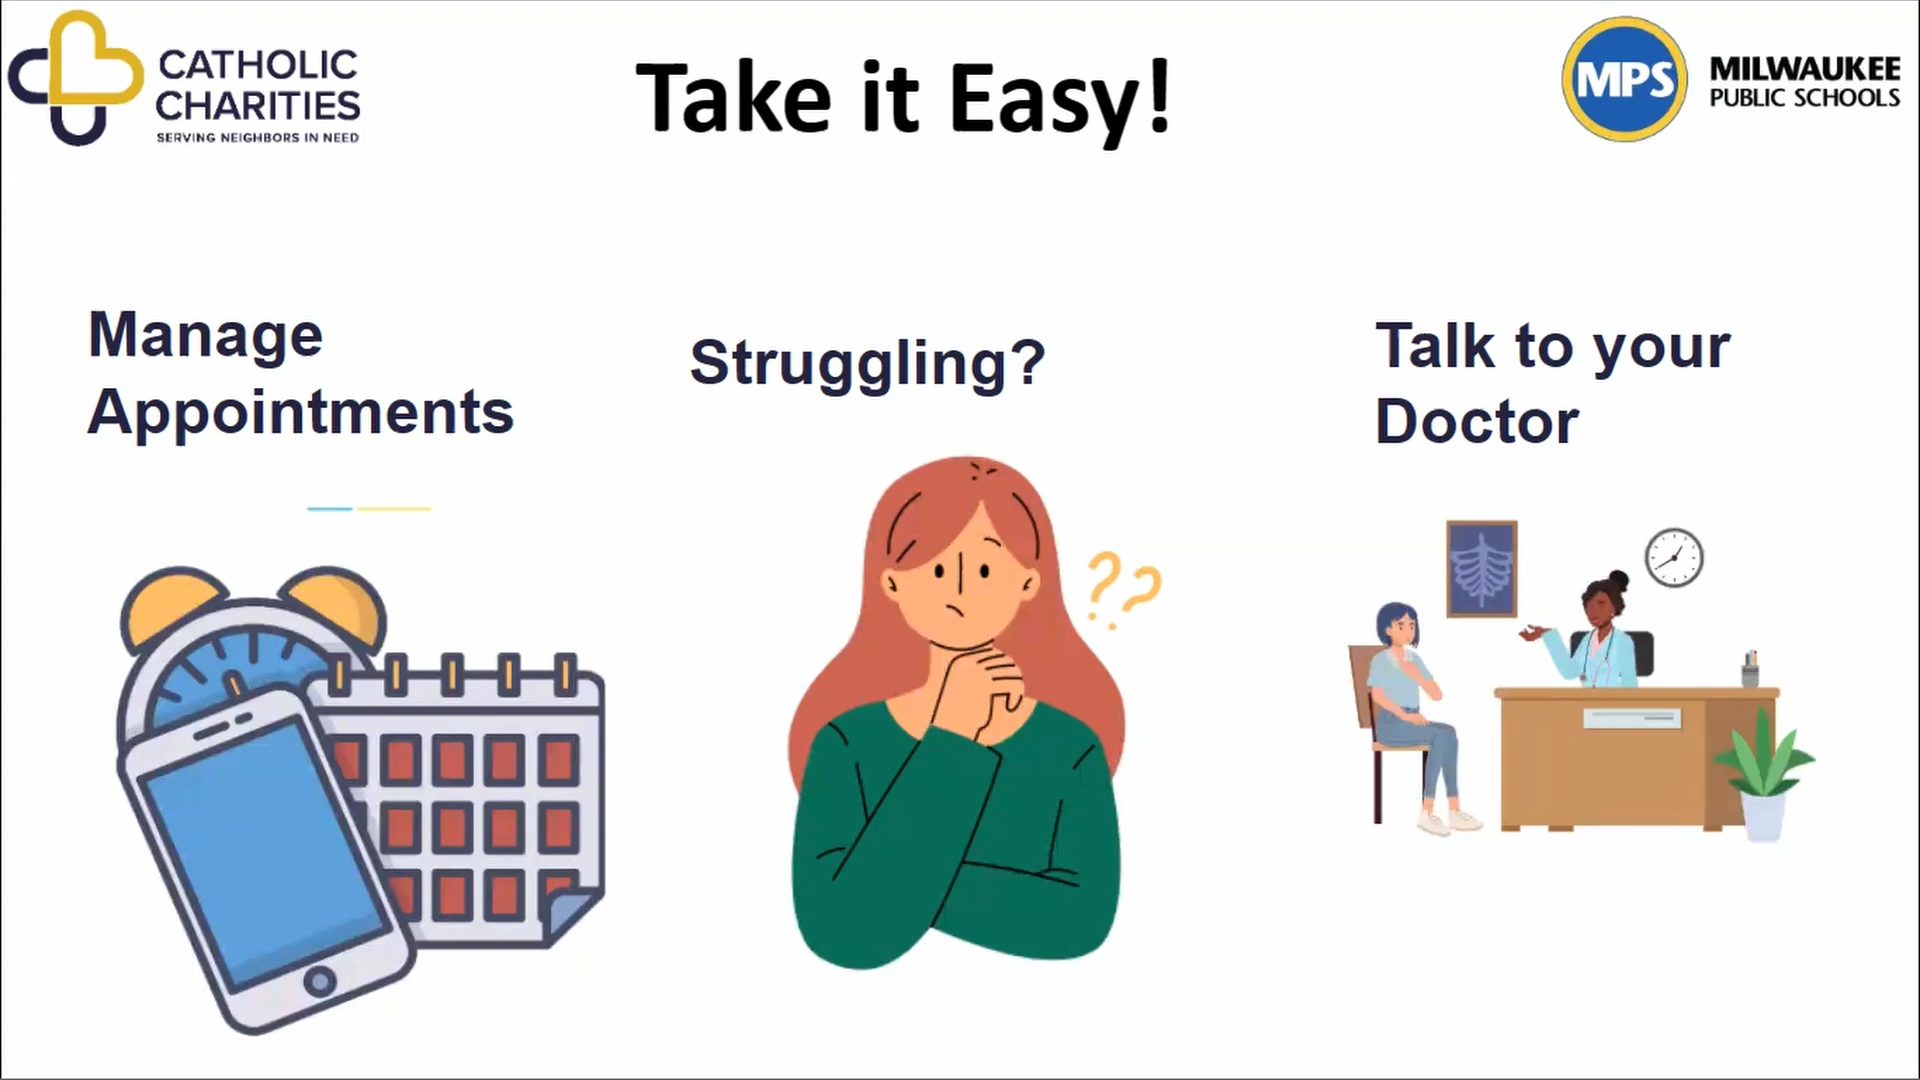 CATHOLIC
CHARITIES
SERVING NEIGHBORS IN NEED
Take it Easy!
MPS
MILWAUKEE
PUBLIC SCHOOLS
Manage
Appointments
Struggling?
??
Talk to your
Doctor